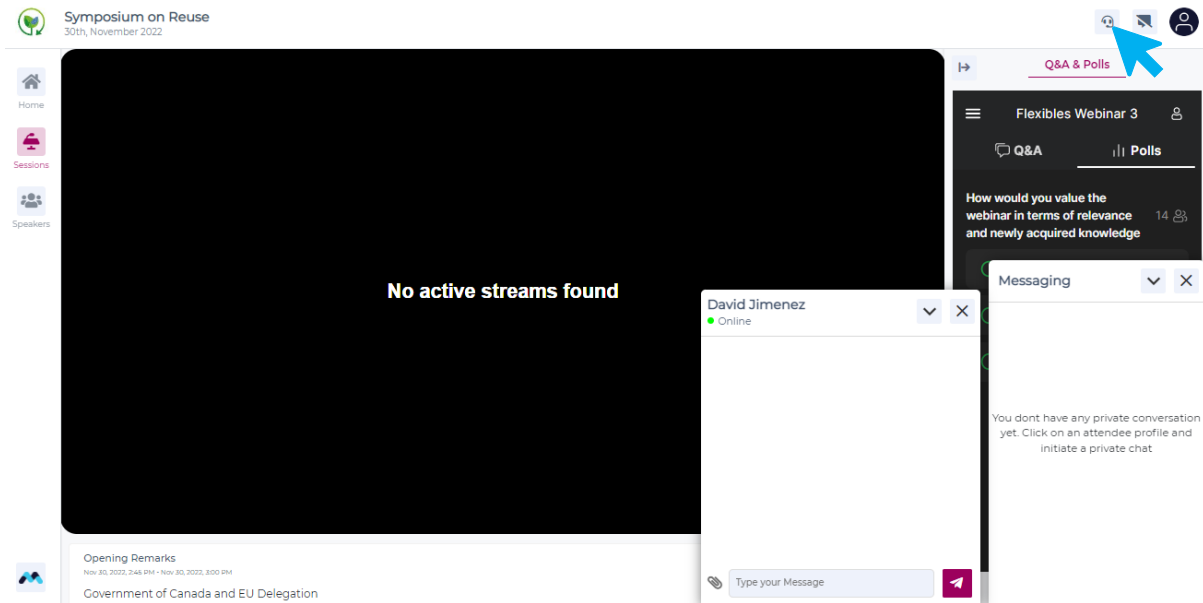 Symposium on Reuse
30th, November 2022
Home
Sessions
Speakers
No active streams found
Opening Remarks
Nov 30, 2022, 2:46 PM - Nov 30, 2022, 3:00 PM
Government of Canada and EU Delegation
Q&A & Polls
Flexibles Webinar 3
Q&A
Polls
How would you value the
webinar in terms of relevance
and newly acquired knowledge
14
David Jimenez
Online
Type your Message
Messaging
You dont have any private conversation
yet. Click on an attendee profile and
initiate a private chat